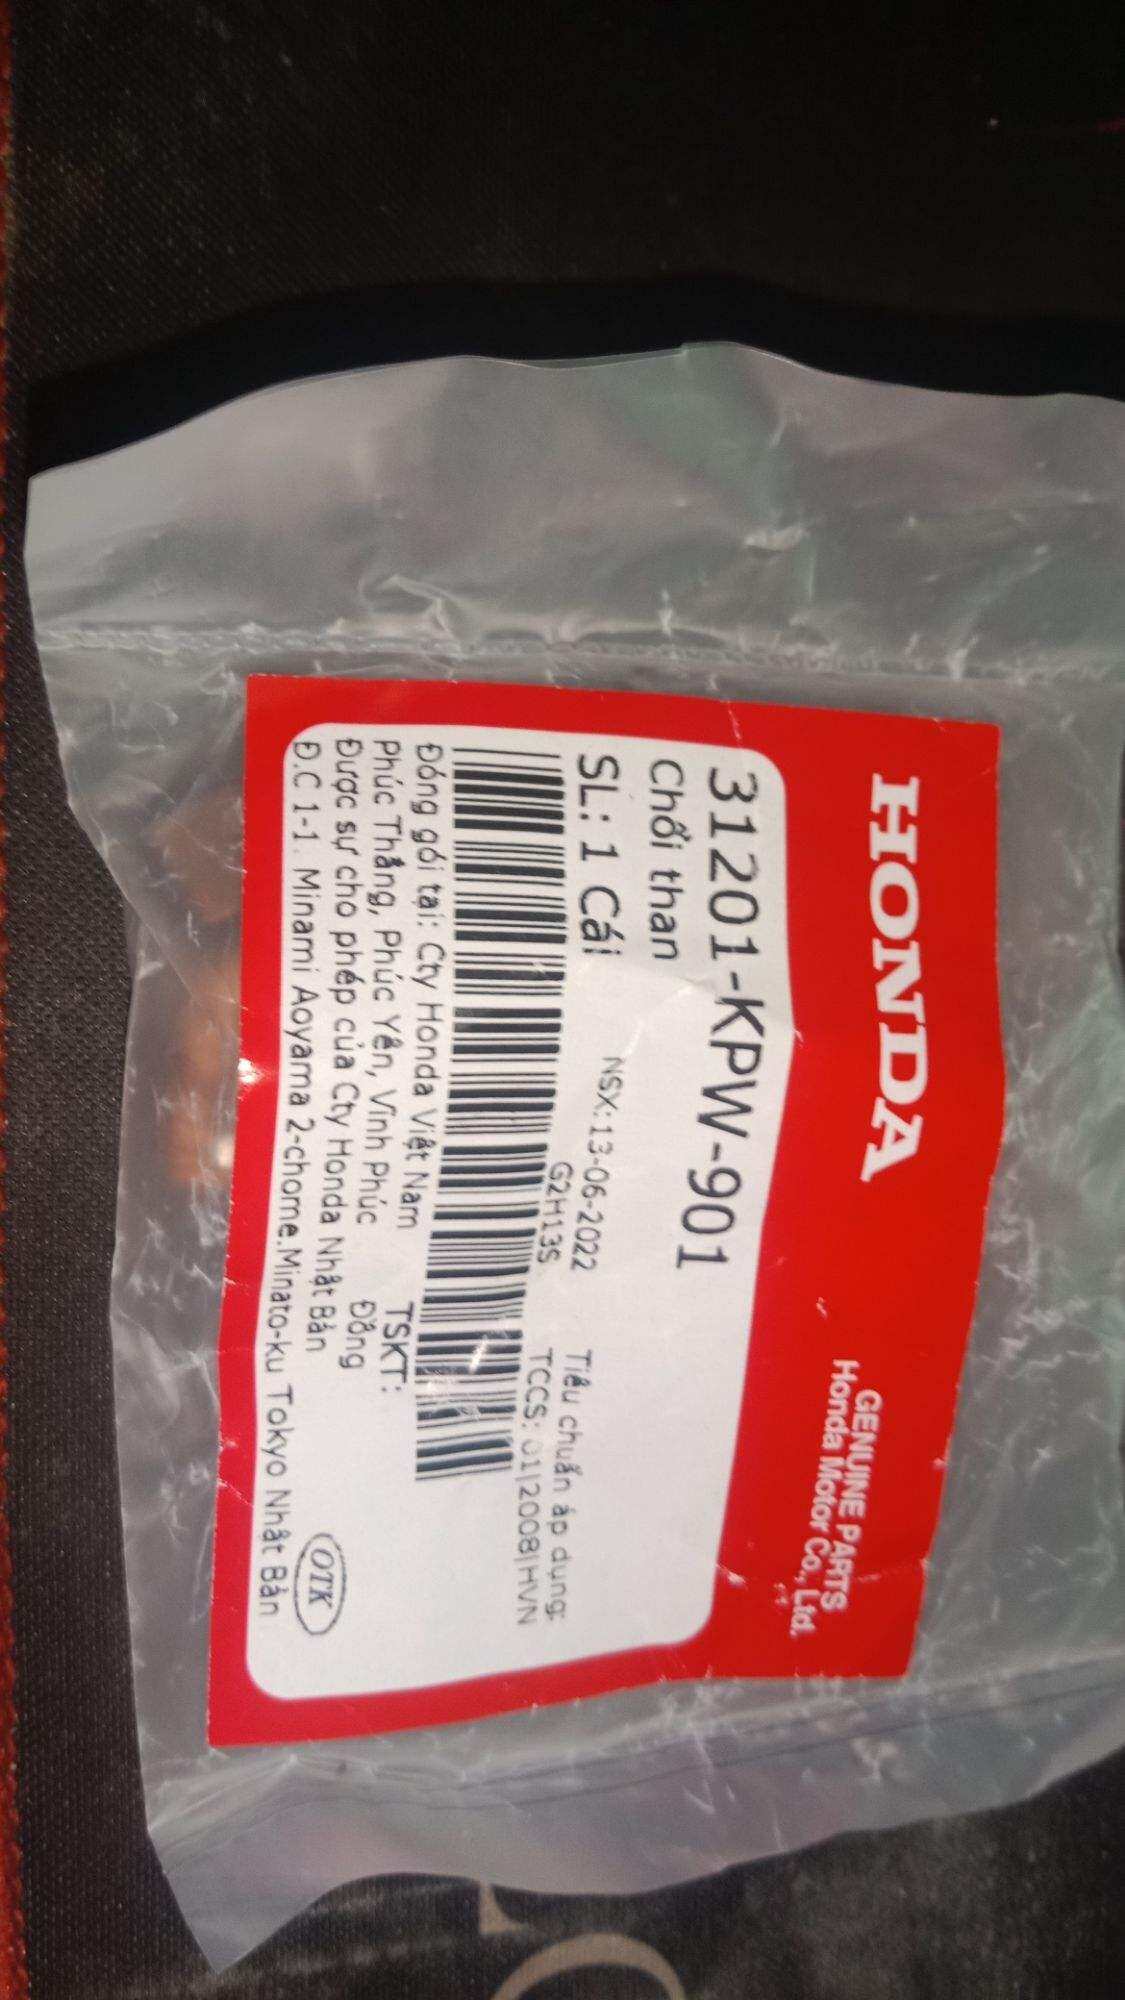 HONDA
GENUINE PARTS
Honda Motor Co., Ltd.
31201-KPW-901
Chổi than
SL: 1 Cái
NSX:13-06-2022
G2H13S
Tiêu chuẩn áp dụng:
TCCS: 01|2008|HVN
Đóng gói tại: Cty Honda Việt Nam
TSKT:
Phúc Thắng, Phúc Yên, Vĩnh Phúc
Đồng
Được sự cho phép của Cty Honda Nhật Bản
Đ.C 1-1. Minami Aoyama 2-chome.Minato-ku Tokyo Nhật Bản
OTK